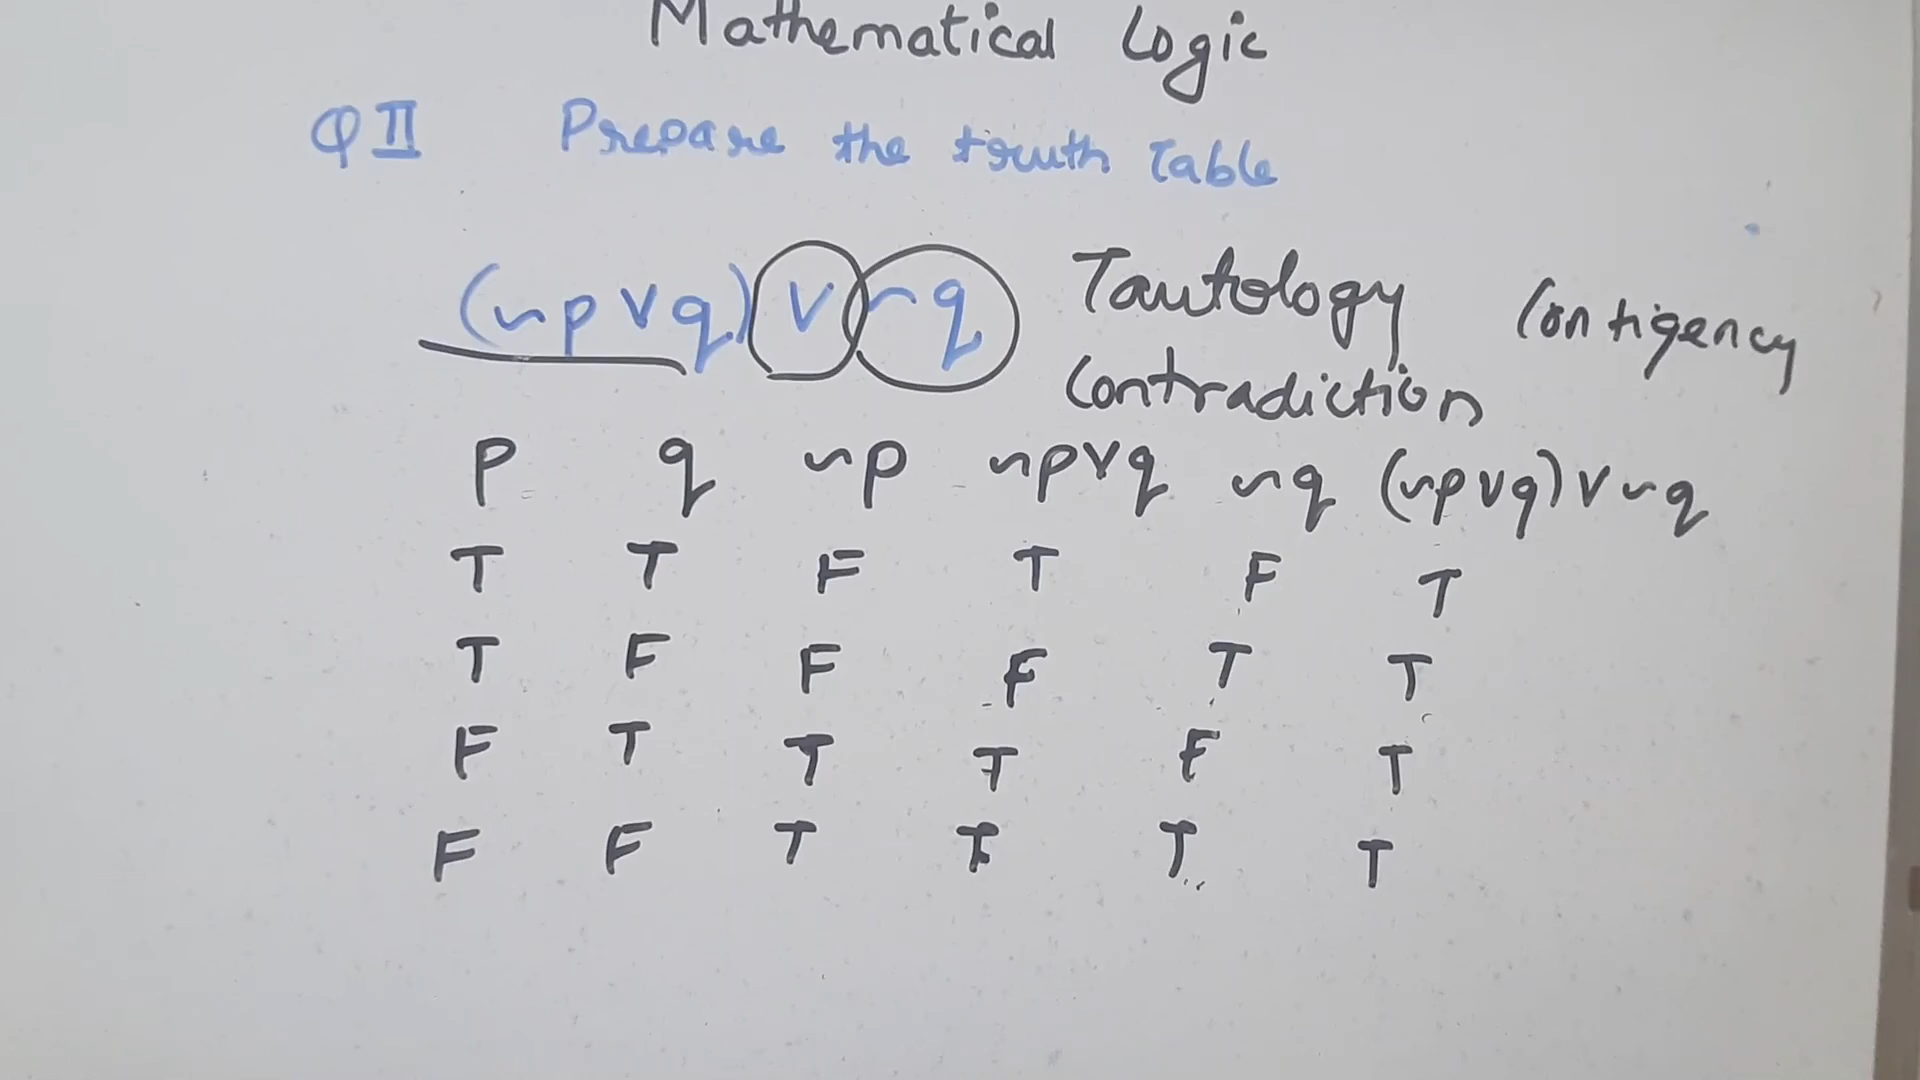 Mathematical Logic
Q II Prepare the truth Table
(~p ∨ q) ∨ ~q Tautology Contigency
Contradiction
p q ~p ~p∨q ~q (~p∨q)∨~q
T T F T F T
T F F F T T
F T T T F T
F F T T T T